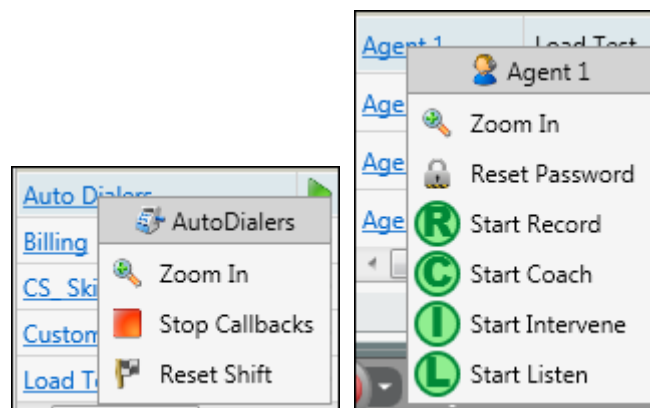 Auto Dialers
AutoDialers
Billing
Zoom In
CS_Ski
Stop Callbacks
Custom
Reset Shift
Load T
Agent 1
Load Test
Agent 1
Age
Zoom In
Age
Reset Password
Age
R Start Record
C Start Coach
I Start Intervene
L Start Listen